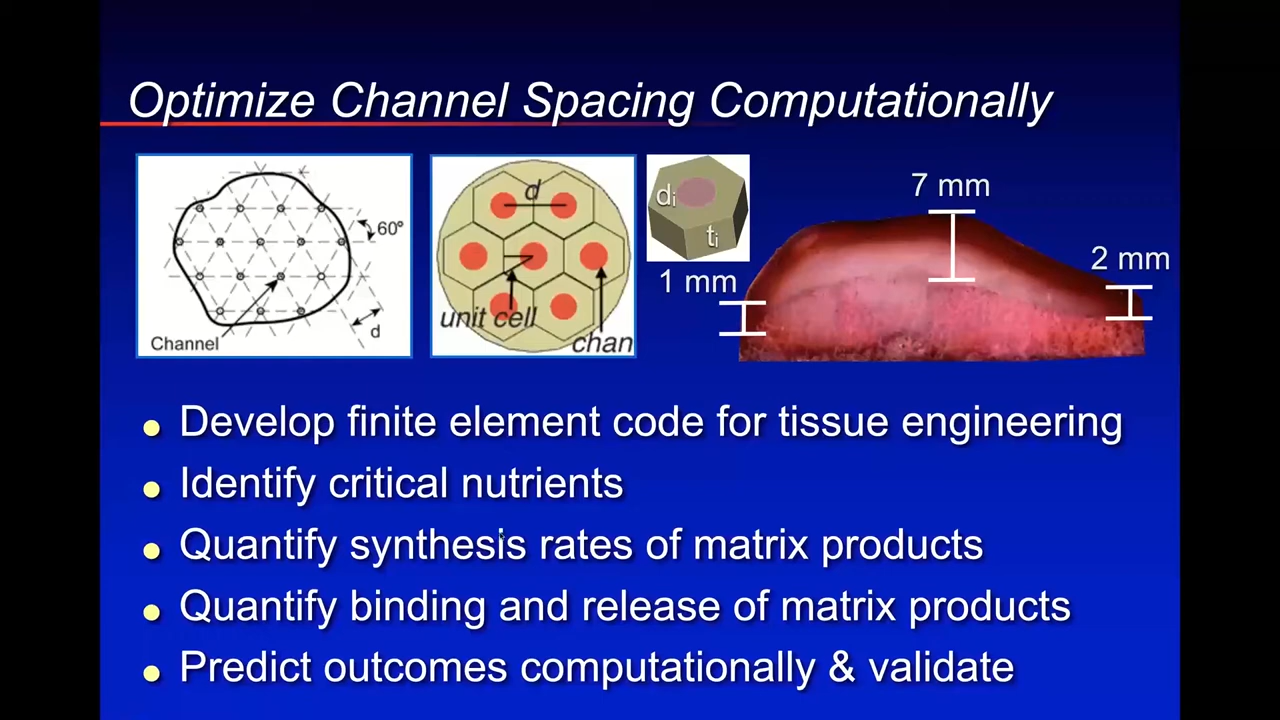 Optimize Channel Spacing Computationally
60°
d
Channel
d
unit cell
chan
di
ti
1 mm
7 mm
2 mm
Develop finite element code for tissue engineering
Identify critical nutrients
Quantify synthesis rates of matrix products
Quantify binding and release of matrix products
Predict outcomes computationally & validate